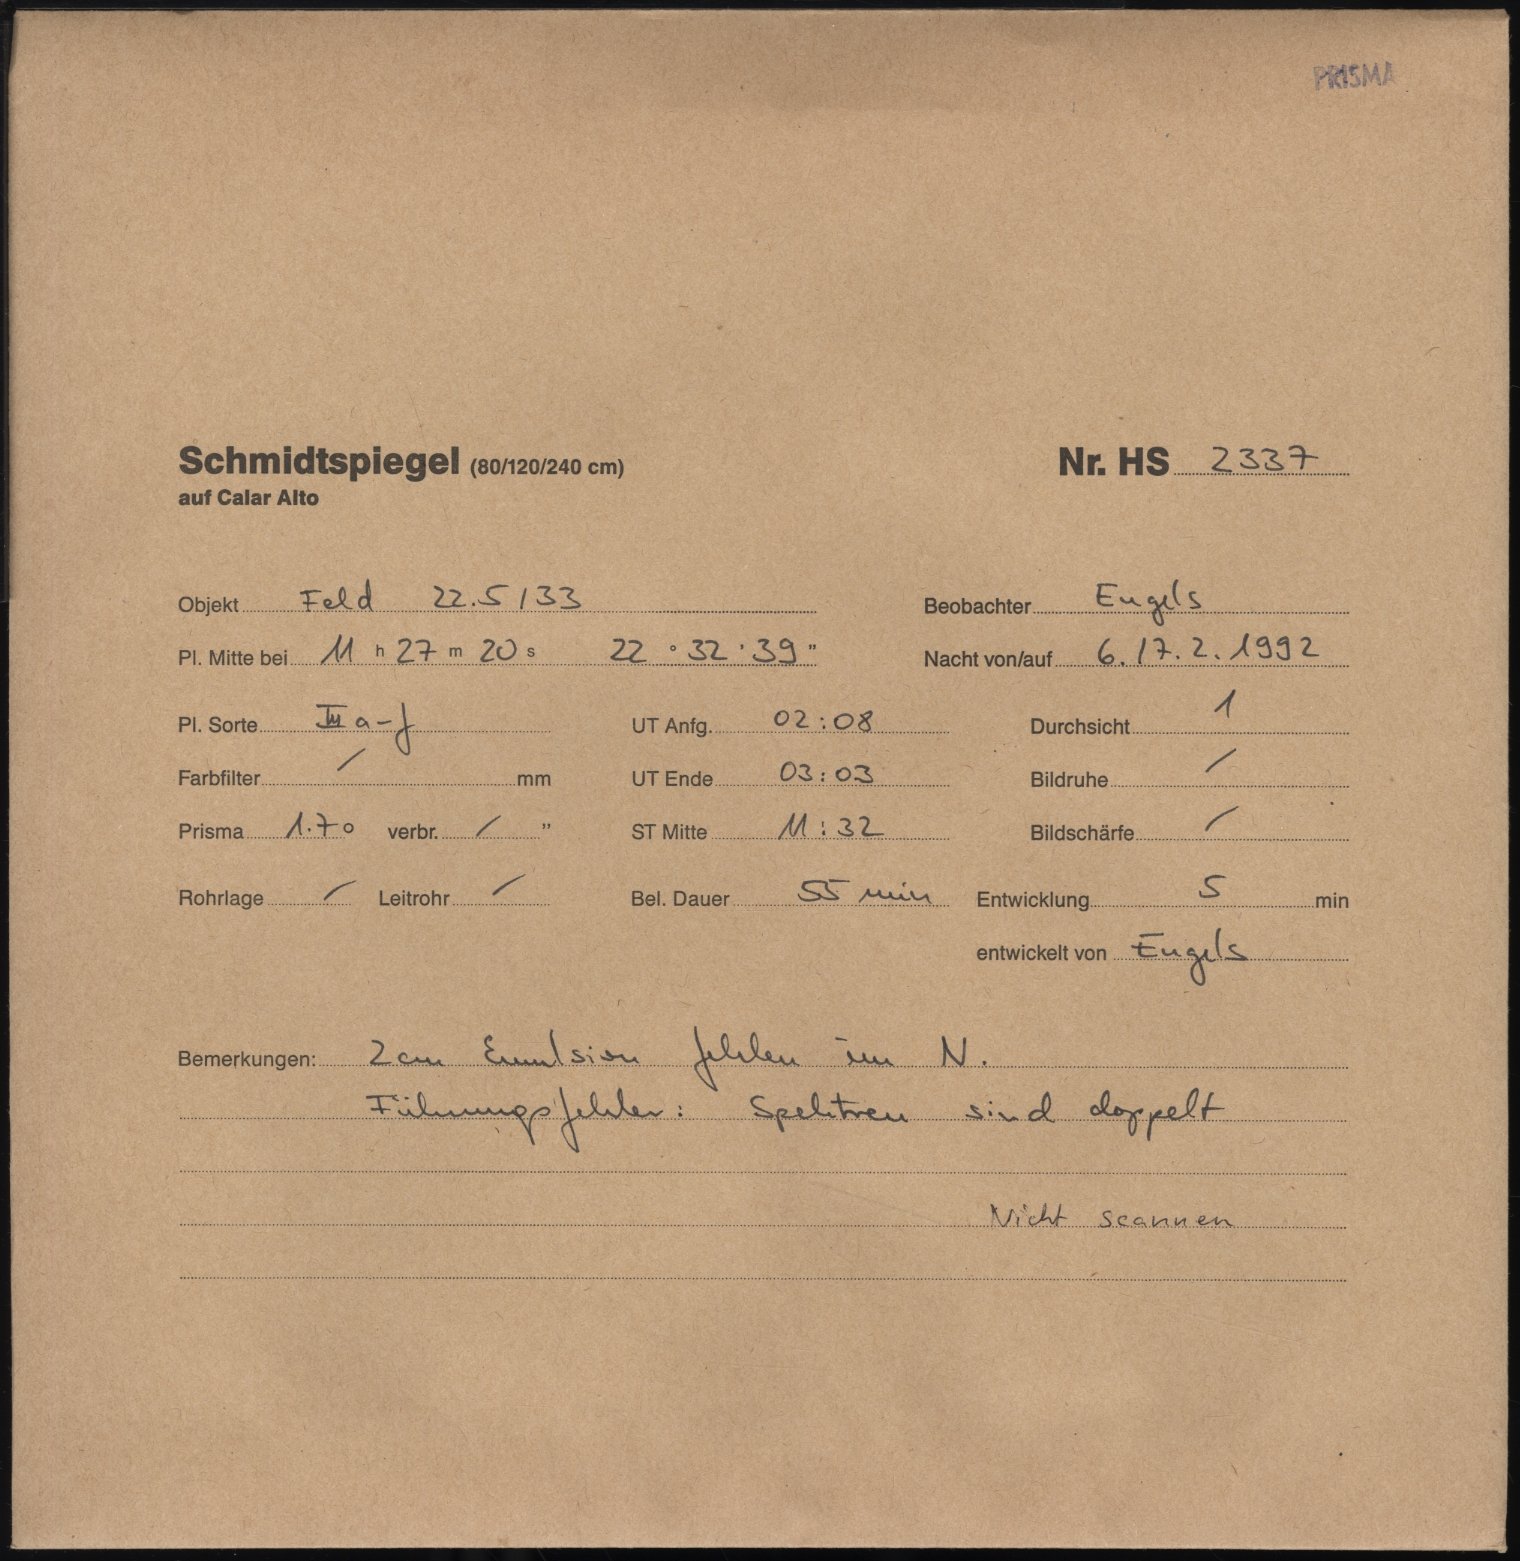 PRISMA
Schmidtspiegel (80/120/240 cm) Nr. HS 2337
auf Calar Alto
Objekt Feld 22.5/33 Beobachter Engels
Pl. Mitte bei 11 h 27 m 20 s 22 ° 32 ' 39 " Nacht von/auf 6./7.2.1992
Pl. Sorte III a-J UT Anfg. 02:08 Durchsicht 1
Farbfilter / mm UT Ende 03:03 Bildruhe /
Prisma 1.70 verbr. / " ST Mitte 11:32 Bildschärfe /
Rohrlage / Leitrohr / Bel. Dauer 55 min Entwicklung 5 min
entwickelt von Engels
Bemerkungen: 2cm Emulsion fehlen im N.
Führungsfehler: Spektren sind doppelt
Nicht scannen